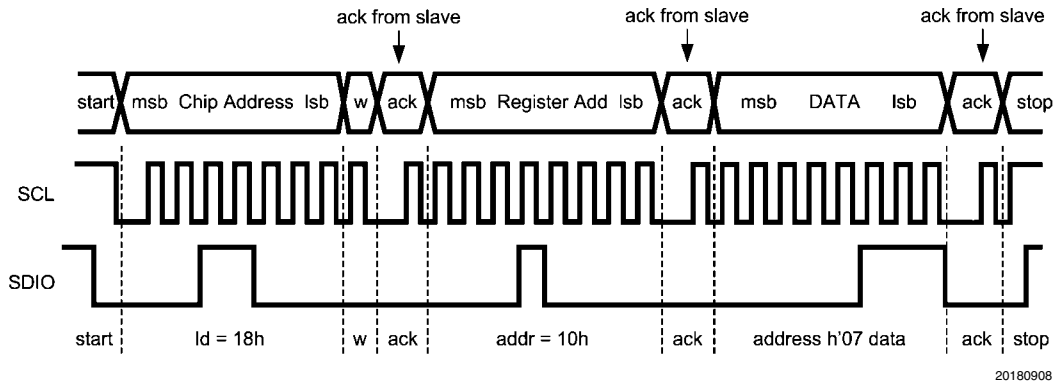 ack from slave ack from slave ack from slave
start msb Chip Address lsb w ack msb Register Add lsb ack msb DATA lsb ack stop
SCL
SDIO
start Id = 18h w ack addr = 10h ack address h'07 data ack stop
20180908